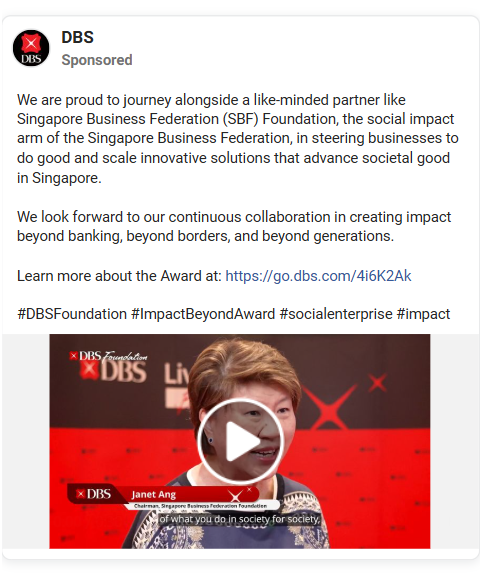 DBS
DBS
Sponsored
We are proud to journey alongside a like-minded partner like
Singapore Business Federation (SBF) Foundation, the social impact
arm of the Singapore Business Federation, in steering businesses to
do good and scale innovative solutions that advance societal good
in Singapore.
We look forward to our continuous collaboration in creating impact
beyond banking, beyond borders, and beyond generations.
Learn more about the Award at: https://go.dbs.com/4i6K2Ak
#DBSFoundation #ImpactBeyondAward #socialenterprise #impact
DBS Foundation
DBS
DBS
Janet Ang
Chairman, Singapore Business Federation Foundation
of what you do in society for society,